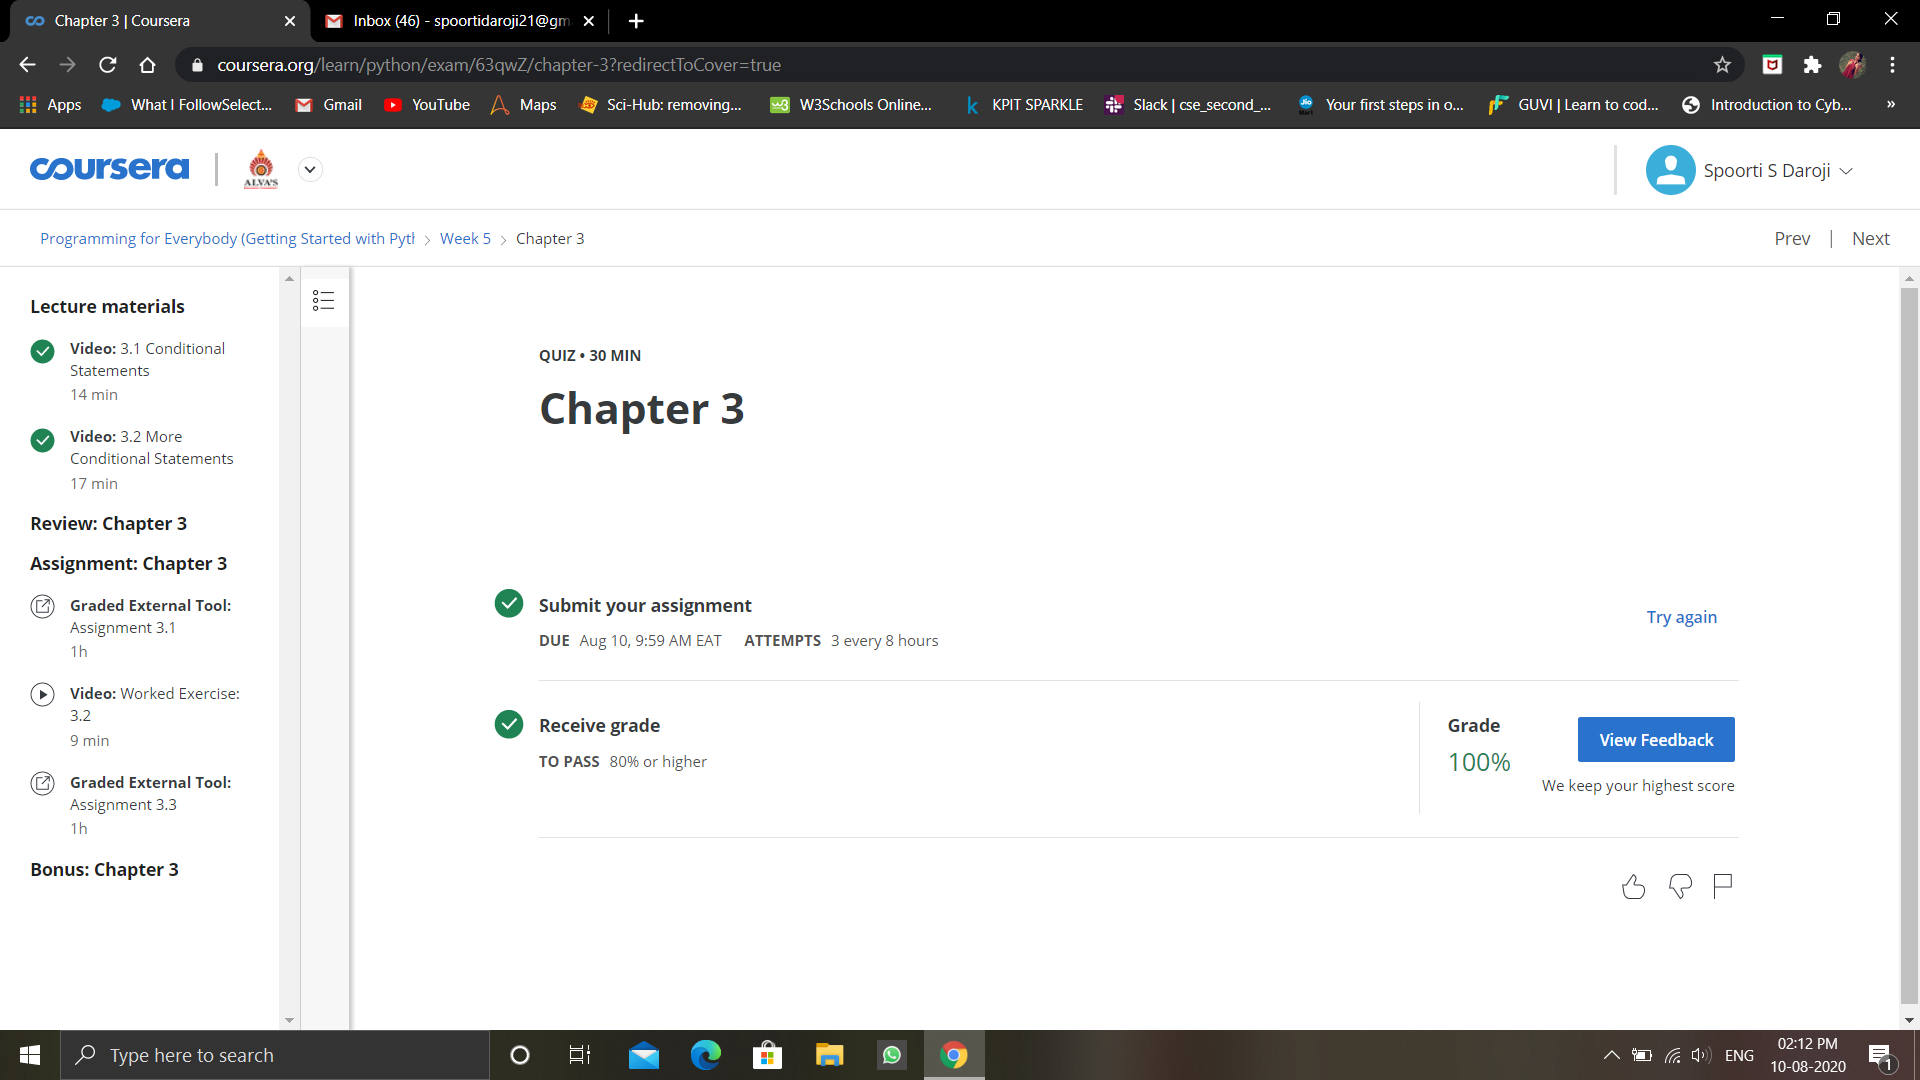 Chapter 3 | Coursera
Inbox (46) - spoortidaroji21@gm
coursera.org/learn/python/exam/63qwZ/chapter-3?redirectToCover=true
Apps
What I FollowSelect...
Gmail
YouTube
Maps
Sci-Hub: removing...
W3Schools Online...
KPIT SPARKLE
Slack | cse_second_...
Your first steps in o...
GUVI | Learn to cod...
Introduction to Cyb...
»
coursera
ALVA'S
Spoorti S Daroji
Programming for Everybody (Getting Started with Pyth
Week 5
Chapter 3
Prev | Next
Lecture materials
Video: 3.1 Conditional
Statements
14 min
Video: 3.2 More
Conditional Statements
17 min
Review: Chapter 3
Assignment: Chapter 3
Graded External Tool:
Assignment 3.1
1h
Video: Worked Exercise:
3.2
9 min
Graded External Tool:
Assignment 3.3
1h
Bonus: Chapter 3
QUIZ • 30 MIN
Chapter 3
Submit your assignment
DUE Aug 10, 9:59 AM EAT ATTEMPTS 3 every 8 hours
Try again
Receive grade
TO PASS 80% or higher
Grade
100%
View Feedback
We keep your highest score
Type here to search
ENG
02:12 PM
10-08-2020
1